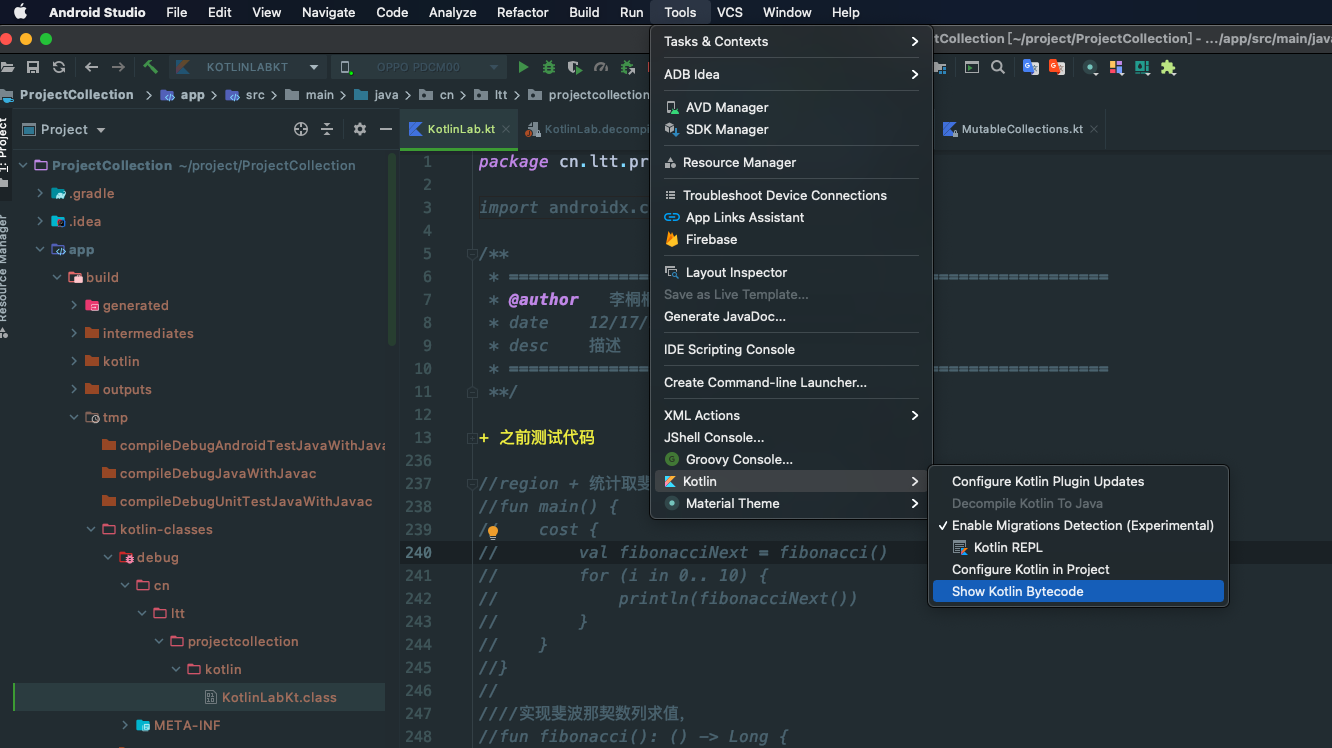 Android Studio File Edit View Navigate Code Analyze Refactor Build Run Tools VCS Window Help
tCollection [~/project/ProjectCollection] - .../app/src/main/java
KOTLINLABKT OPPO PDCM00
ProjectCollection app src main java cn ltt projectcollection
1: Project
Resource Manager
Project
KotlinLab.kt KotlinLab.decompi MutableCollections.kt
ProjectCollection ~/project/ProjectCollection
.gradle
.idea
app
build
generated
intermediates
kotlin
outputs
tmp
compileDebugAndroidTestJavaWithJava
compileDebugJavaWithJavac
compileDebugUnitTestJavaWithJavac
kotlin-classes
debug
cn
ltt
projectcollection
kotlin
KotlinLabKt.class
META-INF
1 package cn.ltt.pr
2
3 import androidx.c
4
5 /**
6 * ================================
7 * @author 李桐
8 * date 12/17/
9 * desc 描述
10 * ================================
11 **/
12
13 + 之前测试代码
236
237 //region + 统计取斐
238 //fun main() {
239 / cost {
240 // val fibonacciNext = fibonacci()
241 // for (i in 0.. 10) {
242 // println(fibonacciNext())
243 // }
244 // }
245 //}
246 //
247 ////实现斐波那契数列求值，
248 //fun fibonacci(): () -> Long {
Tasks & Contexts
ADB Idea
AVD Manager
SDK Manager
Resource Manager
Troubleshoot Device Connections
App Links Assistant
Firebase
Layout Inspector
Save as Live Template...
Generate JavaDoc...
IDE Scripting Console
Create Command-line Launcher...
XML Actions
JShell Console...
Groovy Console...
Kotlin
Material Theme
Configure Kotlin Plugin Updates
Decompile Kotlin To Java
✓ Enable Migrations Detection (Experimental)
Kotlin REPL
Configure Kotlin in Project
Show Kotlin Bytecode